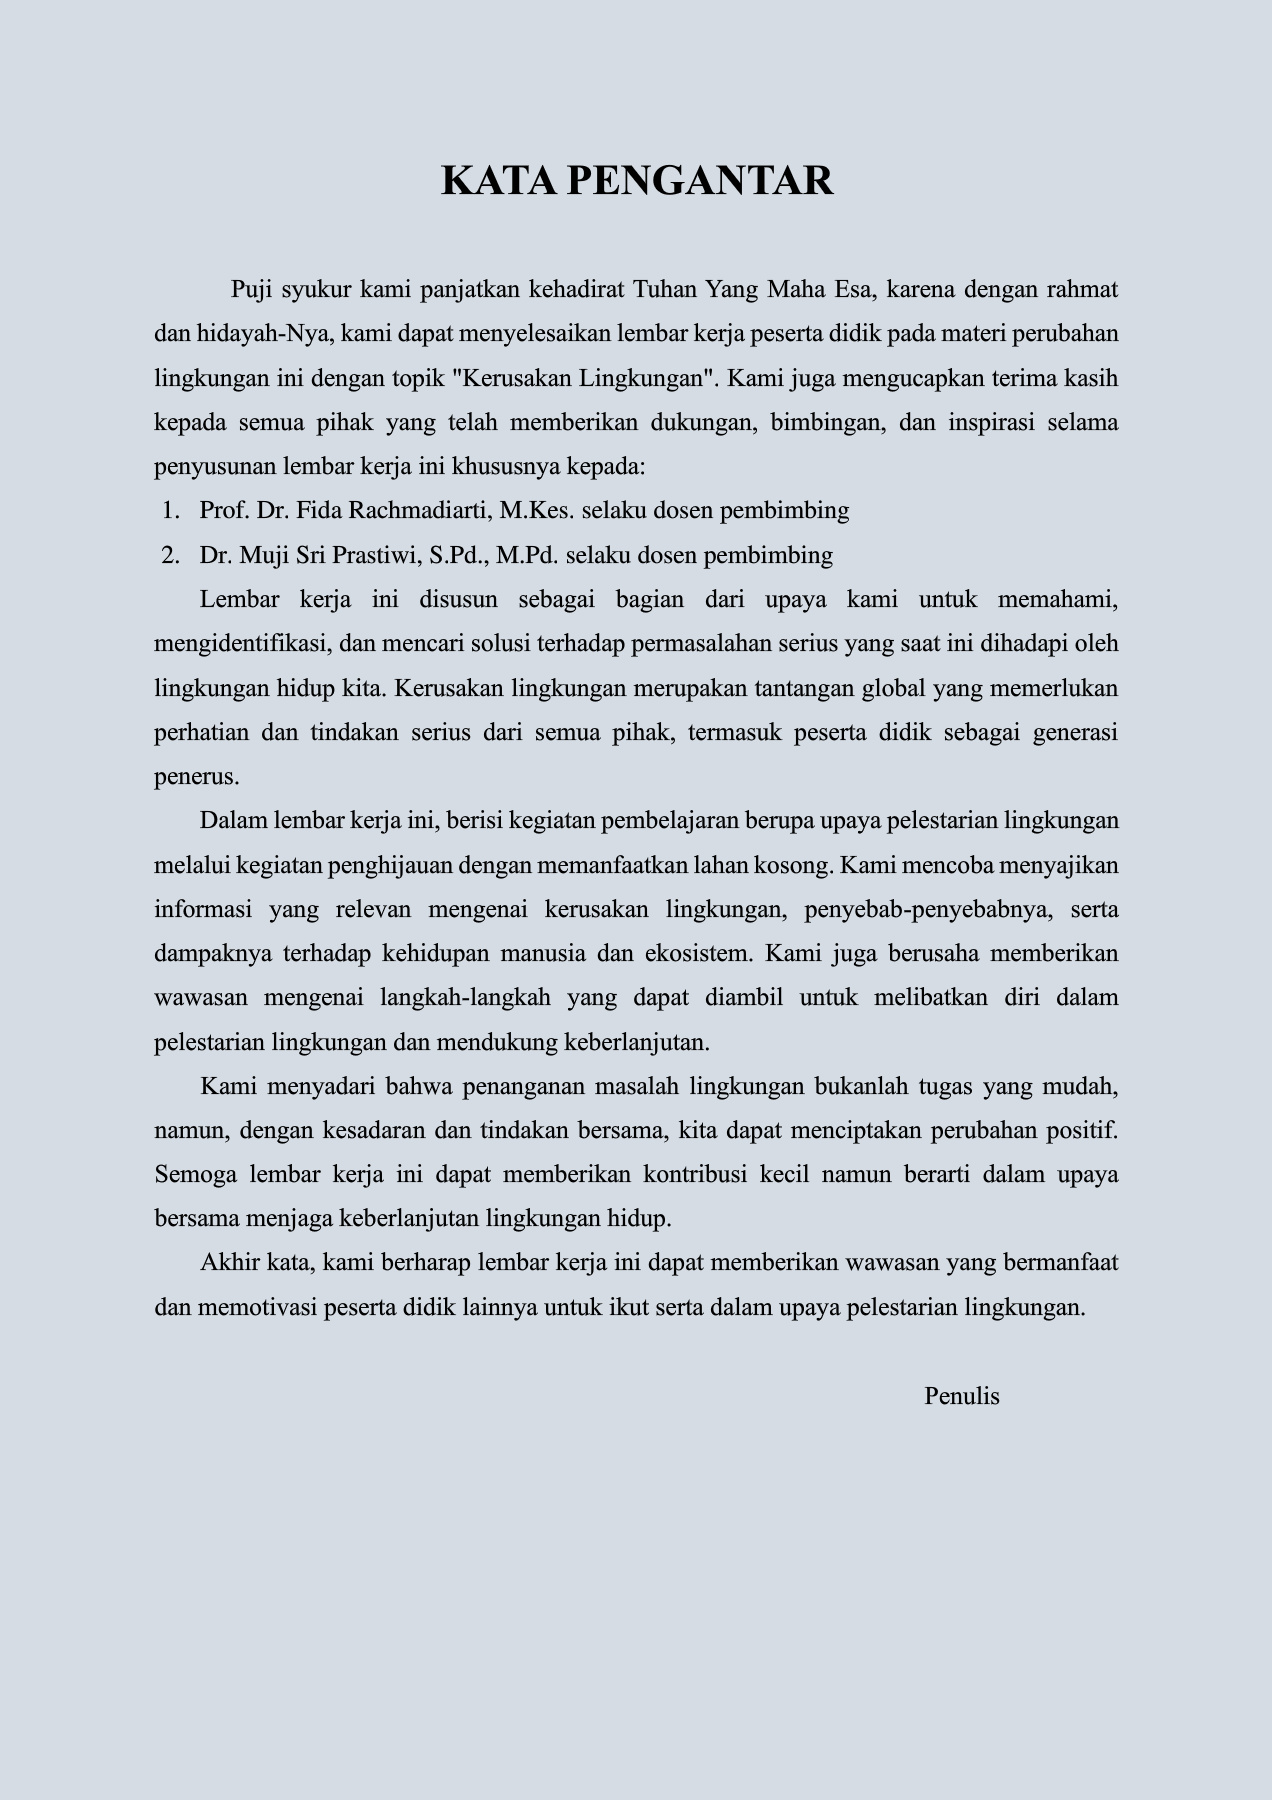 KATA PENGANTAR
Puji syukur kami panjatkan kehadirat Tuhan Yang Maha Esa, karena dengan rahmat
dan hidayah-Nya, kami dapat menyelesaikan lembar kerja peserta didik pada materi perubahan
lingkungan ini dengan topik "Kerusakan Lingkungan". Kami juga mengucapkan terima kasih
kepada semua pihak yang telah memberikan dukungan, bimbingan, dan inspirasi selama
penyusunan lembar kerja ini khususnya kepada:
1. Prof. Dr. Fida Rachmadiarti, M.Kes. selaku dosen pembimbing
2. Dr. Muji Sri Prastiwi, S.Pd., M.Pd. selaku dosen pembimbing
Lembar kerja ini disusun sebagai bagian dari upaya kami untuk memahami,
mengidentifikasi, dan mencari solusi terhadap permasalahan serius yang saat ini dihadapi oleh
lingkungan hidup kita. Kerusakan lingkungan merupakan tantangan global yang memerlukan
perhatian dan tindakan serius dari semua pihak, termasuk peserta didik sebagai generasi
penerus.
Dalam lembar kerja ini, berisi kegiatan pembelajaran berupa upaya pelestarian lingkungan
melalui kegiatan penghijauan dengan memanfaatkan lahan kosong. Kami mencoba menyajikan
informasi yang relevan mengenai kerusakan lingkungan, penyebab-penyebabnya, serta
dampaknya terhadap kehidupan manusia dan ekosistem. Kami juga berusaha memberikan
wawasan mengenai langkah-langkah yang dapat diambil untuk melibatkan diri dalam
pelestarian lingkungan dan mendukung keberlanjutan.
Kami menyadari bahwa penanganan masalah lingkungan bukanlah tugas yang mudah,
namun, dengan kesadaran dan tindakan bersama, kita dapat menciptakan perubahan positif.
Semoga lembar kerja ini dapat memberikan kontribusi kecil namun berarti dalam upaya
bersama menjaga keberlanjutan lingkungan hidup.
Akhir kata, kami berharap lembar kerja ini dapat memberikan wawasan yang bermanfaat
dan memotivasi peserta didik lainnya untuk ikut serta dalam upaya pelestarian lingkungan.
Penulis